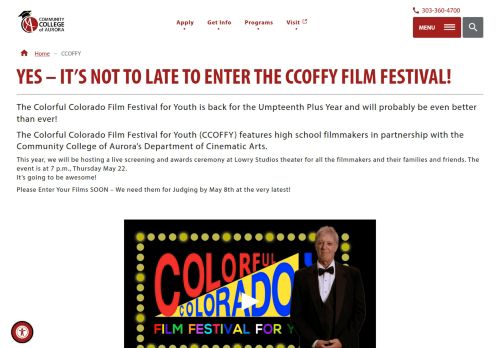 COMMUNITY
COLLEGE
of AURORA
Apply
Get Info
Programs
Visit
303-360-4700
MENU
Home – CCOFFY
YES – IT'S NOT TO LATE TO ENTER THE CCOFFY FILM FESTIVAL!
The Colorful Colorado Film Festival for Youth is back for the Umpteenth Plus Year and will probably be even better
than ever!
The Colorful Colorado Film Festival for Youth (CCOFFY) features high school filmmakers in partnership with the
Community College of Aurora's Department of Cinematic Arts.
This year, we will be hosting a live screening and awards ceremony at Lowry Studios theater for all the filmmakers and their families and friends. The
event is at 7 p.m., Thursday May 22.
It's going to be awesome!
Please Enter Your Films SOON – We need them for Judging by May 8th at the very latest!
COLORFUL
COLORADO
FILM FESTIVAL FOR Y